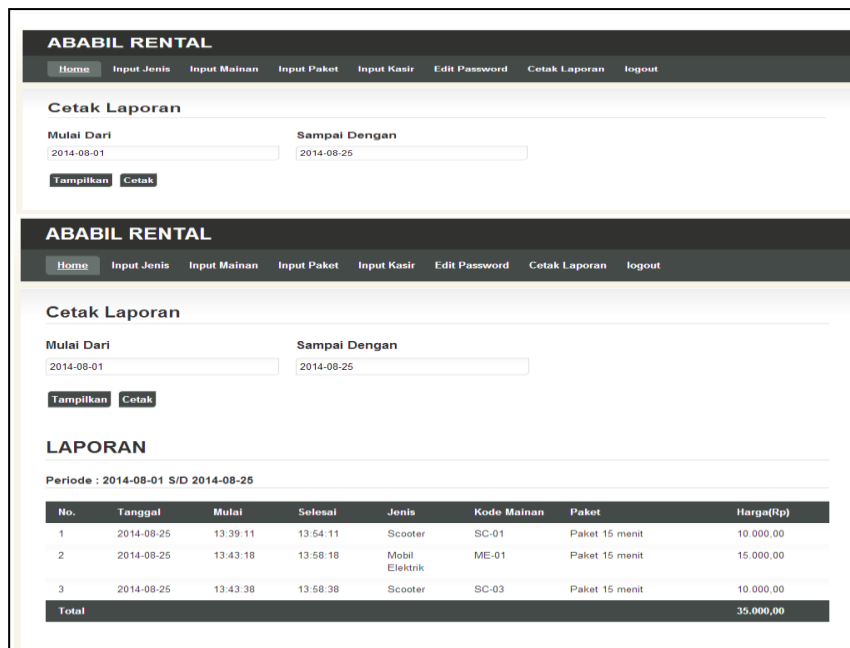 ABABIL RENTAL
Home Input Jenis Input Mainan Input Paket Input Kasir Edit Password Cetak Laporan logout
Cetak Laporan
Mulai Dari Sampai Dengan
2014-08-01 2014-08-25
Tampilkan Cetak
ABABIL RENTAL
Home Input Jenis Input Mainan Input Paket Input Kasir Edit Password Cetak Laporan logout
Cetak Laporan
Mulai Dari Sampai Dengan
2014-08-01 2014-08-25
Tampilkan Cetak
LAPORAN
Periode : 2014-08-01 S/D 2014-08-25
No. Tanggal Mulai Selesai Jenis Kode Mainan Paket Harga(Rp)
1 2014-08-25 13:39:11 13:54:11 Scooter SC-01 Paket 15 menit 10.000,00
2 2014-08-25 13:43:18 13:58:18 Mobil ME-01 Paket 15 menit 15.000,00
Elektrik
3 2014-08-25 13:43:38 13:58:38 Scooter SC-03 Paket 15 menit 10.000,00
Total 35.000,00